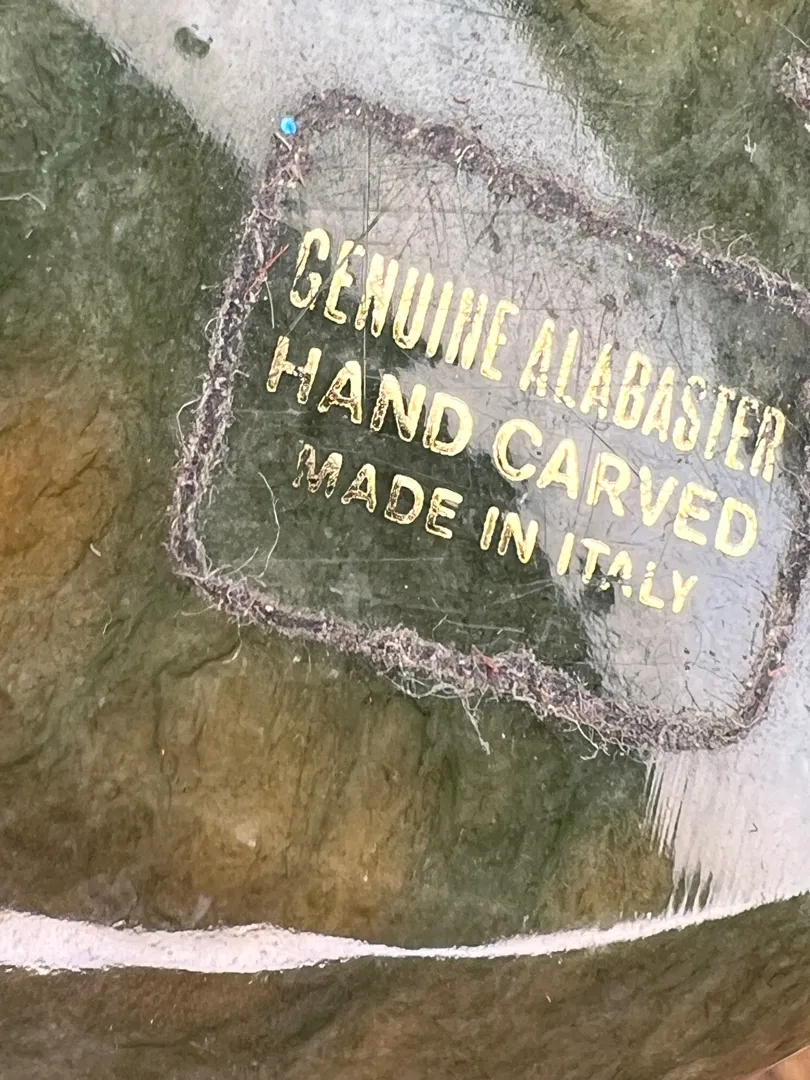 GENUINE ALABASTER
HAND CARVED
MADE IN ITALY